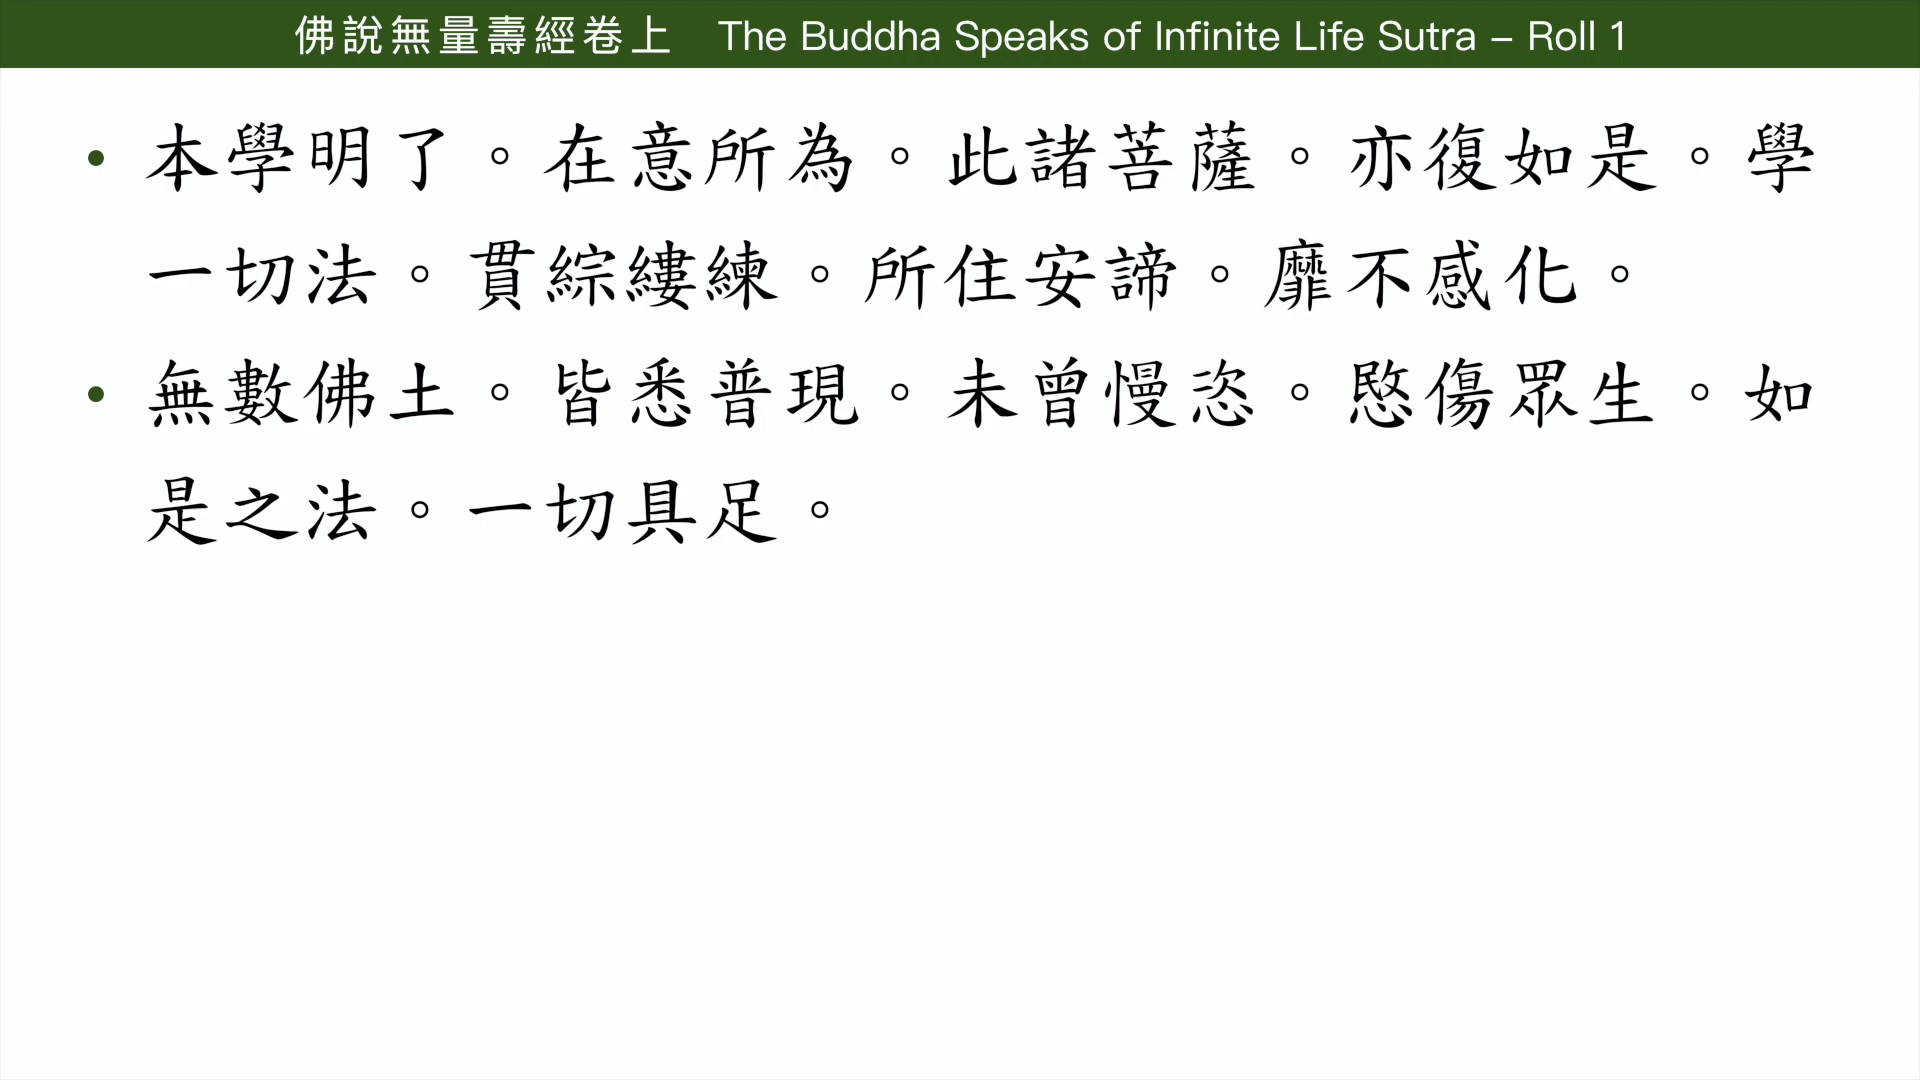 佛說無量壽經卷上 The Buddha Speaks of Infinite Life Sutra – Roll 1
• 本學明了。在意所為。此諸菩薩。亦復如是。學
一切法。貫綜縷練。所住安諦。靡不感化。
• 無數佛土。皆悉普現。未曾慢恣。愍傷眾生。如
是之法。一切具足。